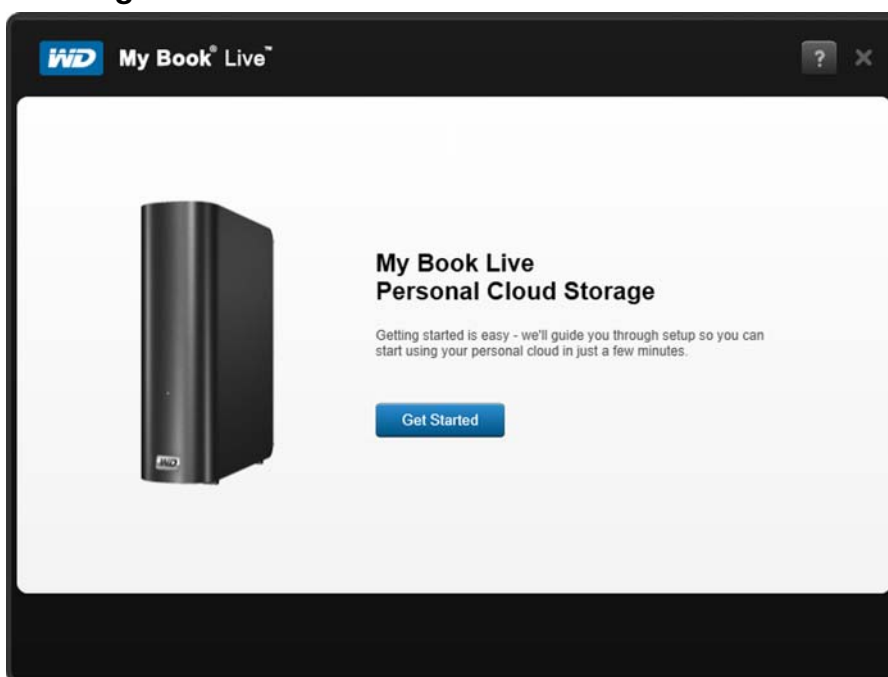 WD My Book® Live™
?
My Book Live
Personal Cloud Storage
Getting started is easy - we'll guide you through setup so you can
start using your personal cloud in just a few minutes.
Get Started
WD